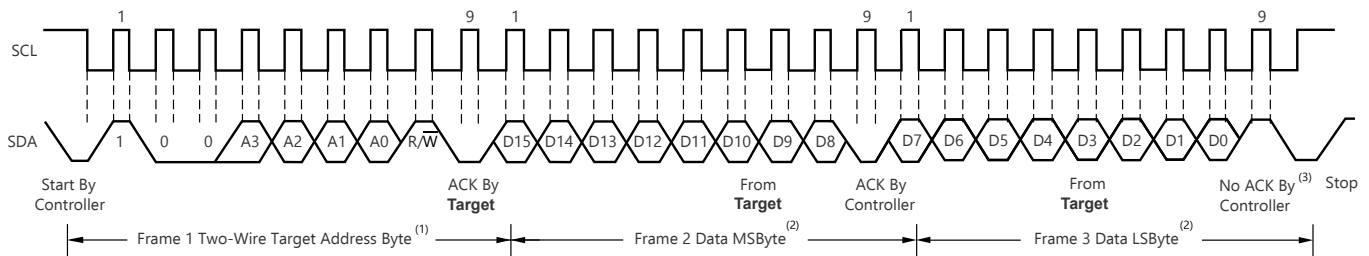 1 9 1 9 1 9
SCL
SDA 1 0 0 A3 A2 A1 A0 R/W̅ D15 D14 D13 D12 D11 D10 D9 D8 D7 D6 D5 D4 D3 D2 D1 D0
Start By
Controller
ACK By
Target
From
Target
ACK By
Controller
From
Target
No ACK By (3)
Controller
Stop
Frame 1 Two-Wire Target Address Byte (1)
Frame 2 Data MSByte (2)
Frame 3 Data LSByte (2)